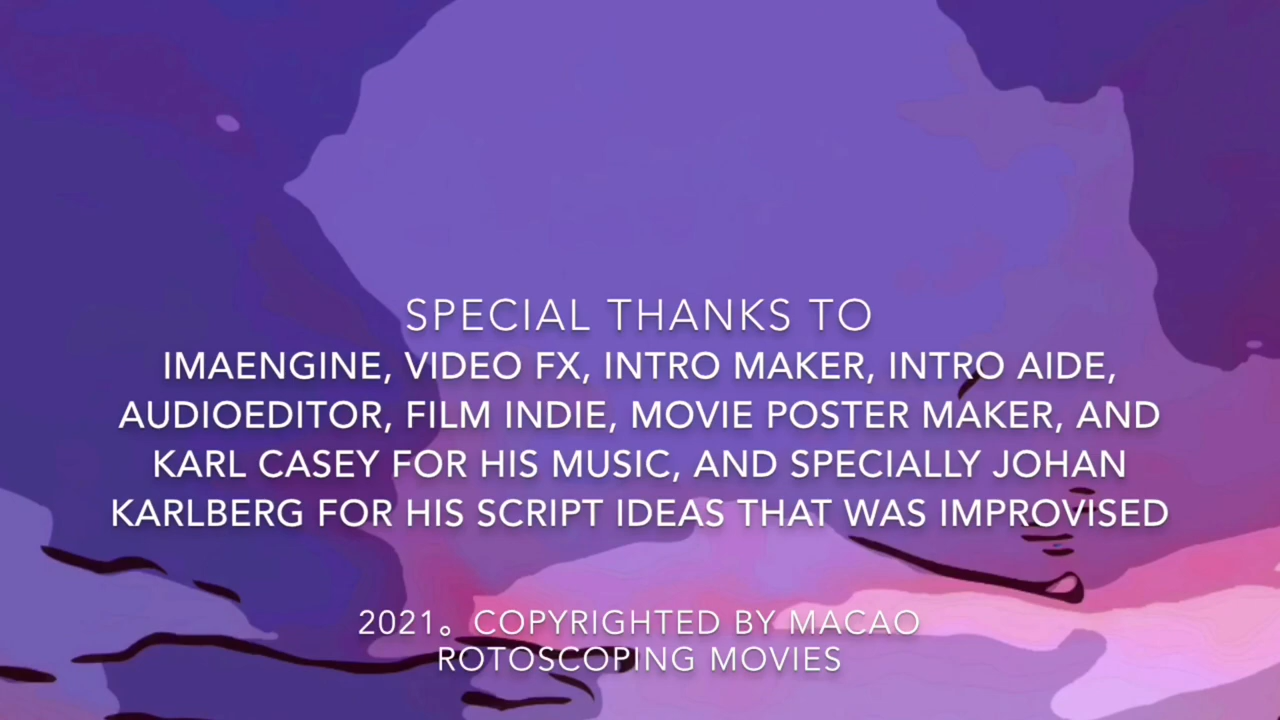 SPECIAL THANKS TO
IMAENGINE, VIDEO FX, INTRO MAKER, INTRO AIDE,
AUDIOEDITOR, FILM INDIE, MOVIE POSTER MAKER, AND
KARL CASEY FOR HIS MUSIC, AND SPECIALLY JOHAN
KARLBERG FOR HIS SCRIPT IDEAS THAT WAS IMPROVISED
2021。COPYRIGHTED BY MACAO
ROTOSCOPING MOVIES